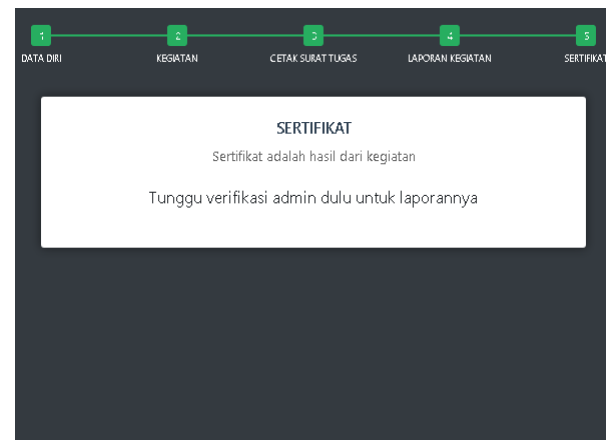 1 2 3 4 5
DATA DIRI KEGIATAN CETAK SURAT TUGAS LAPORAN KEGIATAN SERTIFIKAT
SERTIFIKAT
Sertifikat adalah hasil dari kegiatan
Tunggu verifikasi admin dulu untuk laporannya